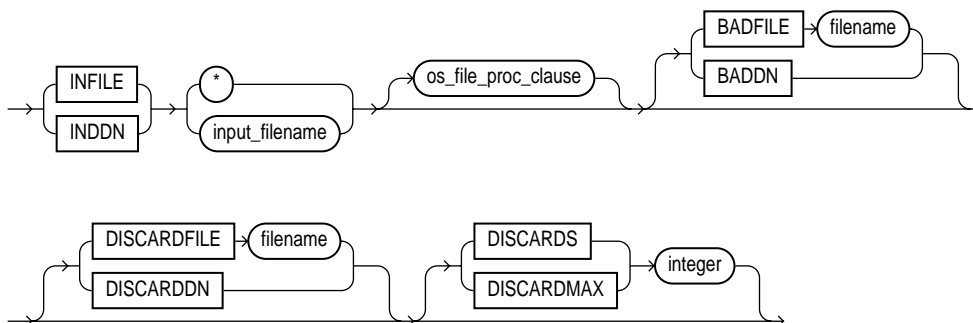 INFILE * os_file_proc_clause BADFILE filename
INDDN input_filename BADDN
DISCARDFILE filename DISCARDS integer
DISCARDDN DISCARDMAX